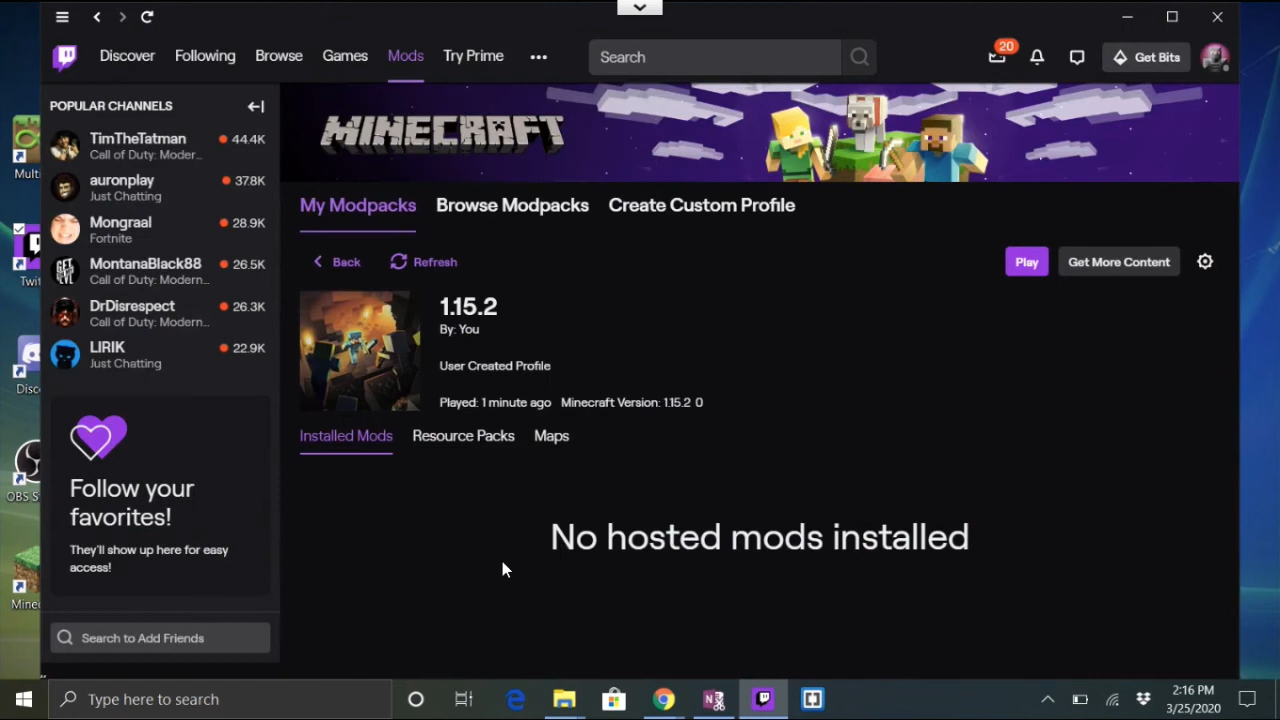 Discover
Following
Browse
Games
Mods
Try Prime
Search
20
Get Bits
POPULAR CHANNELS
TimTheTatman
44.4K
Call of Duty: Moder...
auronplay
37.8K
Just Chatting
Mongraal
28.9K
Fortnite
MontanaBlack88
26.5K
Call of Duty: Modern...
DrDisrespect
26.3K
Call of Duty: Modern...
LIRIK
22.9K
Just Chatting
Follow your
favorites!
They'll show up here for easy
access!
Search to Add Friends
MINECRAFT
My Modpacks
Browse Modpacks
Create Custom Profile
Back
Refresh
Play
Get More Content
1.15.2
By: You
User Created Profile
Played: 1 minute ago
Minecraft Version: 1.15.2 0
Installed Mods
Resource Packs
Maps
No hosted mods installed
Multi
Twit
Disc
OBS S
Mine
Type here to search
2:16 PM
3/25/2020